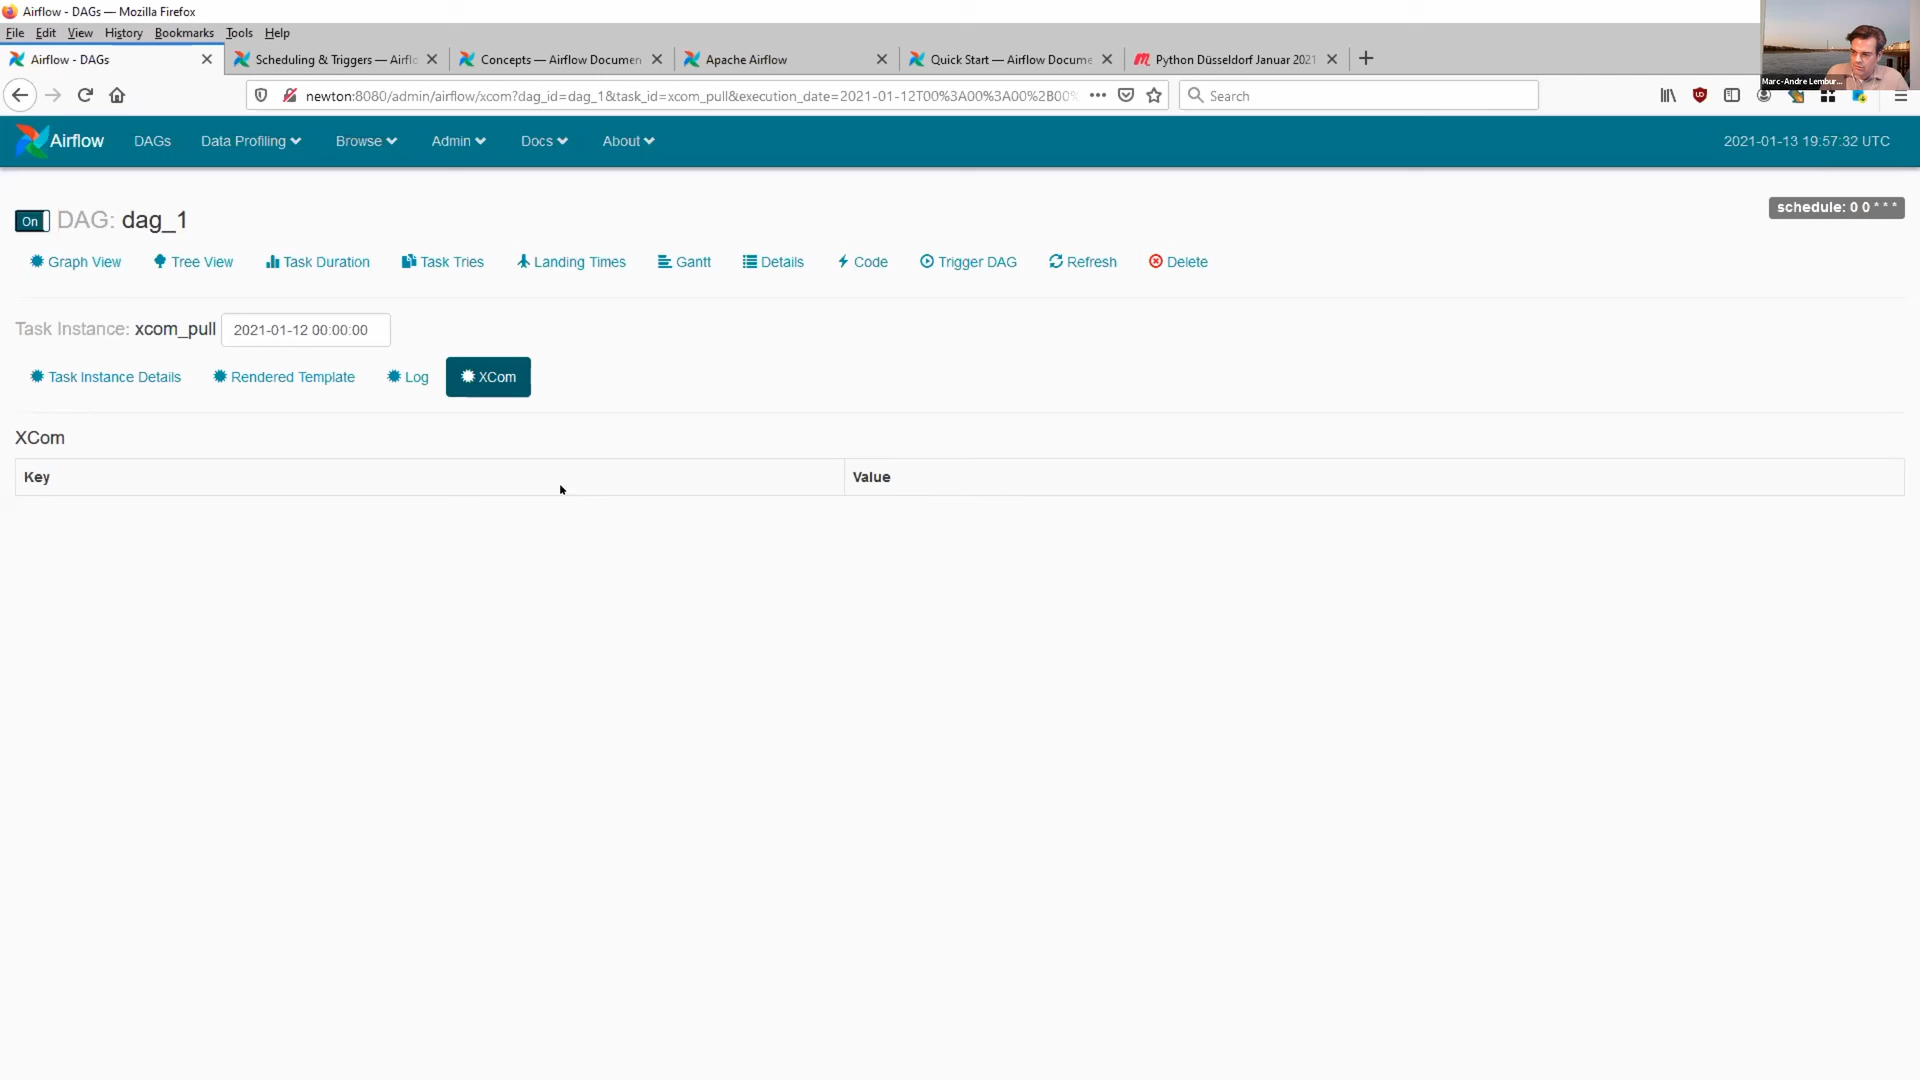 Airflow - DAGs — Mozilla Firefox
File Edit View History Bookmarks Tools Help
Airflow - DAGs Scheduling & Triggers — Airflo Concepts — Airflow Documen Apache Airflow Quick Start — Airflow Docume Python Düsseldorf Januar 2021
newton:8080/admin/airflow/xcom?dag_id=dag_1&task_id=xcom_pull&execution_date=2021-01-12T00%3A00%3A00%2B00% Search
Marc-Andre Lembur...
Airflow DAGs Data Profiling Browse Admin Docs About 2021-01-13 19:57:32 UTC
On DAG: dag_1 schedule: 0 0 * * *
Graph View Tree View Task Duration Task Tries Landing Times Gantt Details Code Trigger DAG Refresh Delete
Task Instance: xcom_pull 2021-01-12 00:00:00
Task Instance Details Rendered Template Log XCom
XCom
Key Value